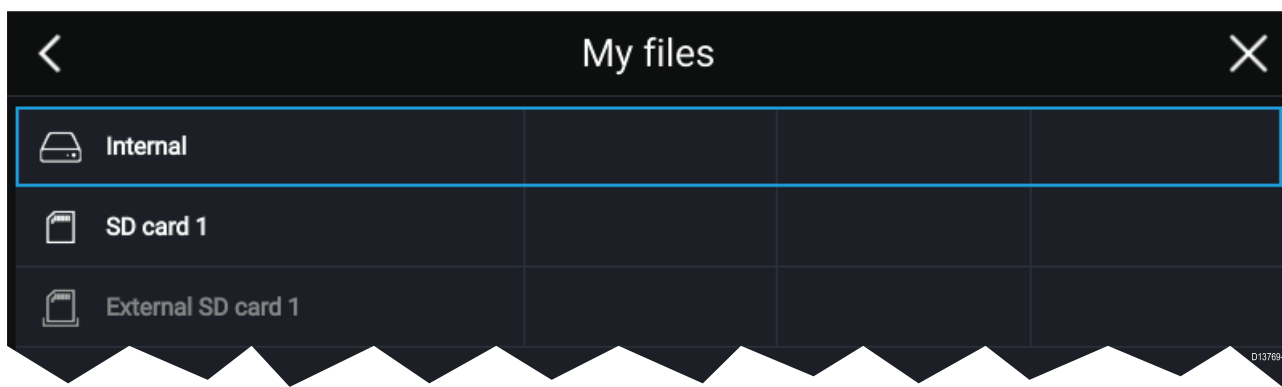 My files
Internal
SD card 1
External SD card 1
D13769-